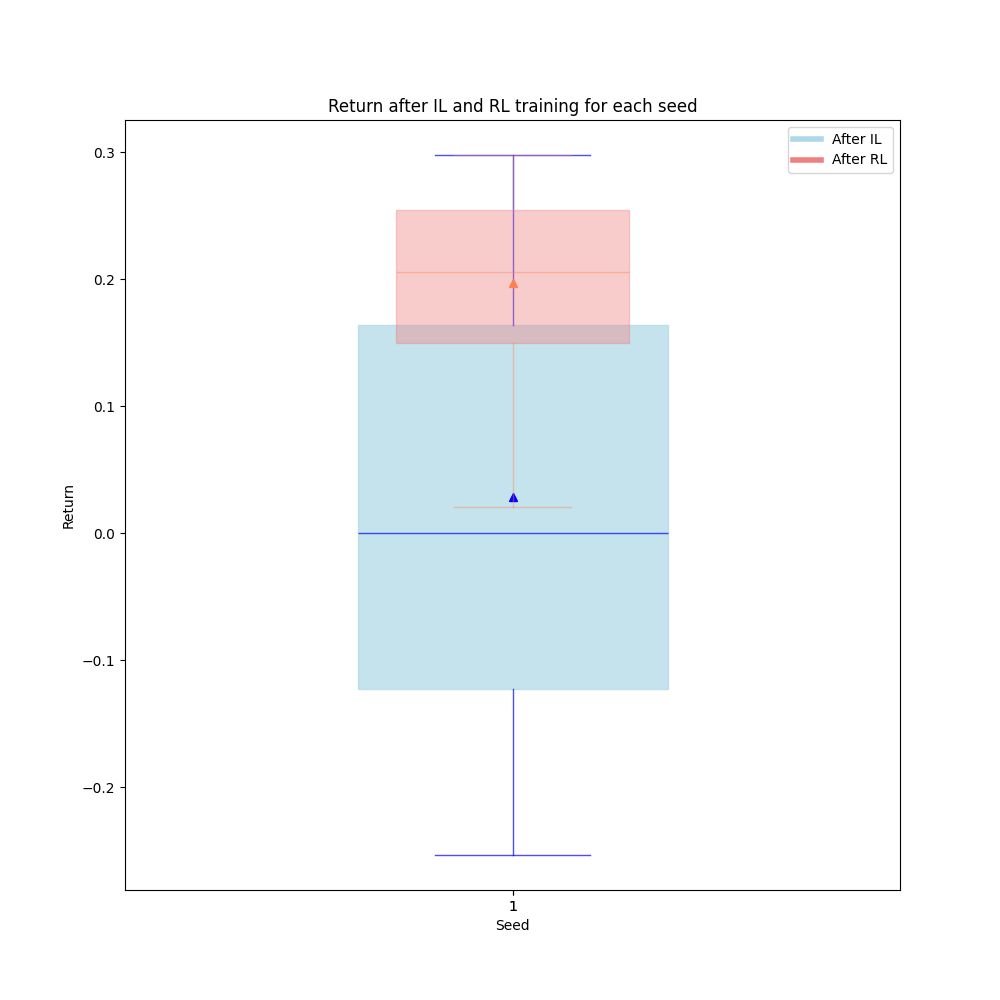 Return after IL and RL training for each seed
After IL
After RL
0.3
0.2
0.1
0.0
−0.1
−0.2
Return
1
Seed